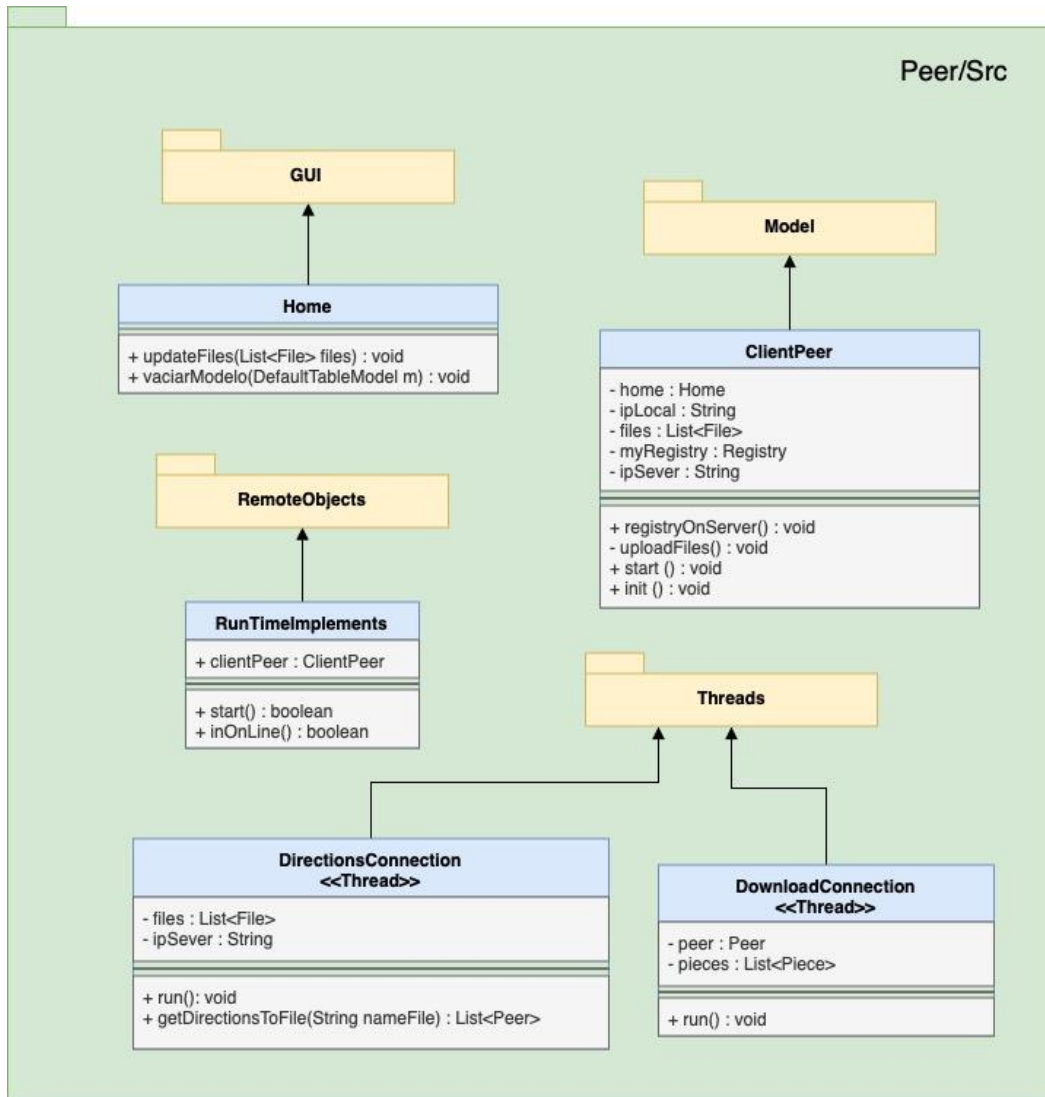 Peer/Src
GUI
Home
+ updateFiles(List<File> files) : void
+ vaciarModelo(DefaultTableModel m) : void
Model
ClientPeer
- home : Home
- ipLocal : String
- files : List<File>
- myRegistry : Registry
- ipSever : String
+ registryOnServer() : void
- uploadFiles() : void
+ start () : void
+ init () : void
RemoteObjects
RunTimeImplements
+ clientPeer : ClientPeer
+ start() : boolean
+ inOnLine() : boolean
Threads
DirectionsConnection
<<Thread>>
- files : List<File>
- ipSever : String
+ run(): void
+ getDirectionsToFile(String nameFile) : List<Peer>
DownloadConnection
<<Thread>>
- peer : Peer
- pieces : List<Piece>
+ run() : void